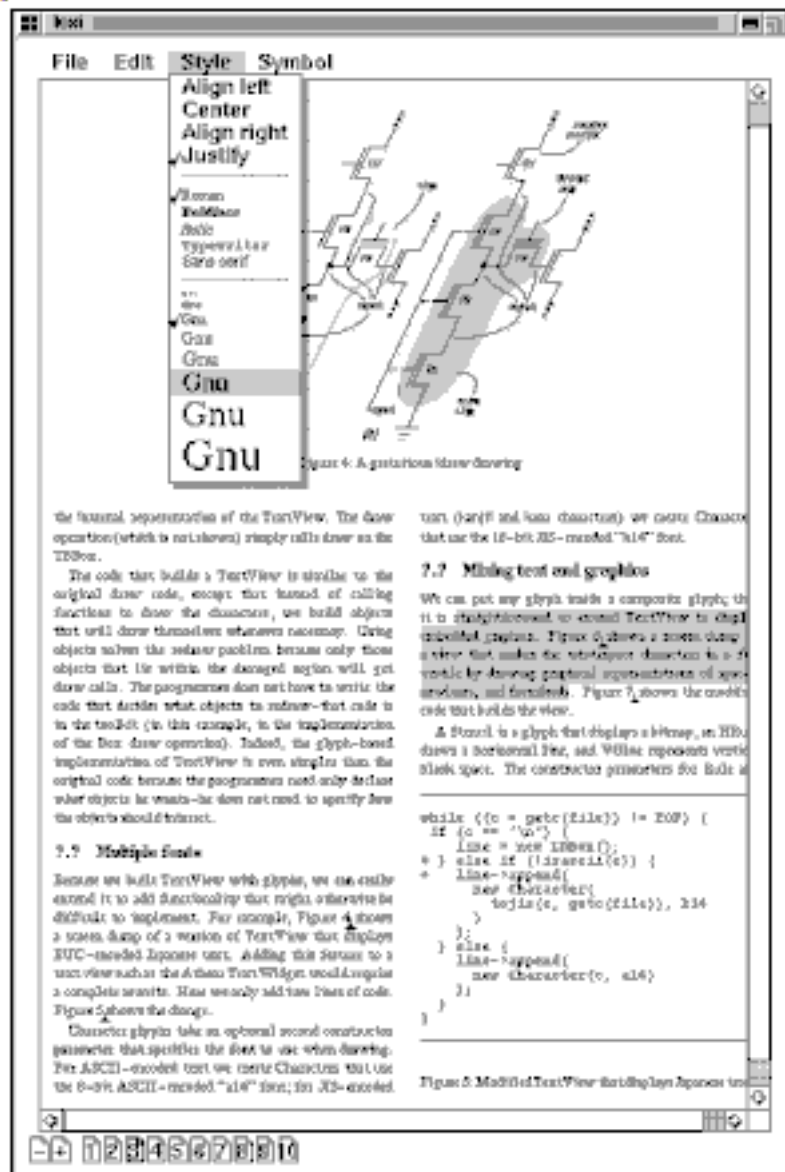 lexi
File Edit Style Symbol
Align left
Center
Align right
Justify
Roman
Boldface
Italic
Typewriter
Sans serif
Gnu
Gnu
Gnu
Gnu
Gnu
Gnu
Gnu
Figure 4: A gratuitous idraw drawing
the internal representation of the TextView. The draw
operation (which is not shown) simply calls draw on the
TBBox.
The code that builds a TextView is similar to the
original draw code, except that instead of calling
functions to draw the characters, we build objects
that will draw themselves whenever necessary. Using
objects solves the redraw problem because only those
objects that lie within the damaged region will get
draw calls. The programmer does not have to write the
code that decides what objects to redraw—that code is
in the toolkit (in this example, in the implementation
of the Box draw operation). Indeed, the glyph-based
implementation of TextView is even simpler than the
original code because the programmer need only declare
what objects he wants—he does not need to specify how
the objects should interact.
?.? Multiple fonts
Because we built TextView with glyphs, we can easily
extend it to add functionality that might otherwise be
difficult to implement. For example, Figure 4 shows
a screen dump of a version of TextView that displays
EUC-encoded Japanese text. Adding this feature to a
text view such as the Athena TextWidget would require
a complete rewrite. Here we only add two lines of code.
Figure 5 shows the change.
Character glyphs take an optional second constructor
parameter that specifies the font to use when drawing.
For ASCII-encoded text we create Characters that use
the 8-bit ASCII-encoded "a14" font; for JIS-encoded
text (kanji and kana characters) we create Character
that use the 16-bit JIS-encoded "k14" font.
?.? Mixing text and graphics
We can put any glyph inside a composite glyph; th
it is straightforward to extend TextView to displ
embedded graphics. Figure 6 shows a screen dump
a view that makes the whitespace characters in a fi
visible by drawing graphical representations of spac
newlines, and formfeeds. Figure 7 shows the modifi
code that builds the view.
A Stencil is a glyph that displays a bitmap, an HRu
draws a horizontal line, and VGlue represents vertic
blank space. The constructor parameters for Rule a
while ((c = getc(file)) != EOF) {
if (c == '\n') {
line = new LRBox();
* } else if (!isascii(c)) {
* line->append(
new Character(
tojis(c, getc(file)), k14
)
);
} else {
line->append(
new Character(c, a14)
);
}
}
Figure 5: Modified TextView that displays Japanese text
- + 1 2 3 4 5 6 7 8 9 10